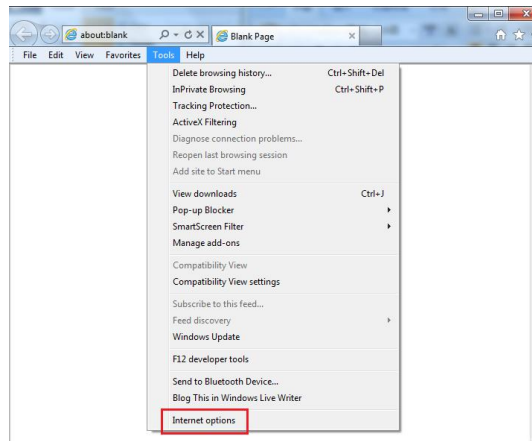 about:blank
Blank Page
File Edit View Favorites Tools Help
Delete browsing history... Ctrl+Shift+Del
InPrivate Browsing Ctrl+Shift+P
Tracking Protection...
ActiveX Filtering
Diagnose connection problems...
Reopen last browsing session
Add site to Start menu
View downloads Ctrl+J
Pop-up Blocker
SmartScreen Filter
Manage add-ons
Compatibility View
Compatibility View settings
Subscribe to this feed...
Feed discovery
Windows Update
F12 developer tools
Send to Bluetooth Device...
Blog This in Windows Live Writer
Internet options